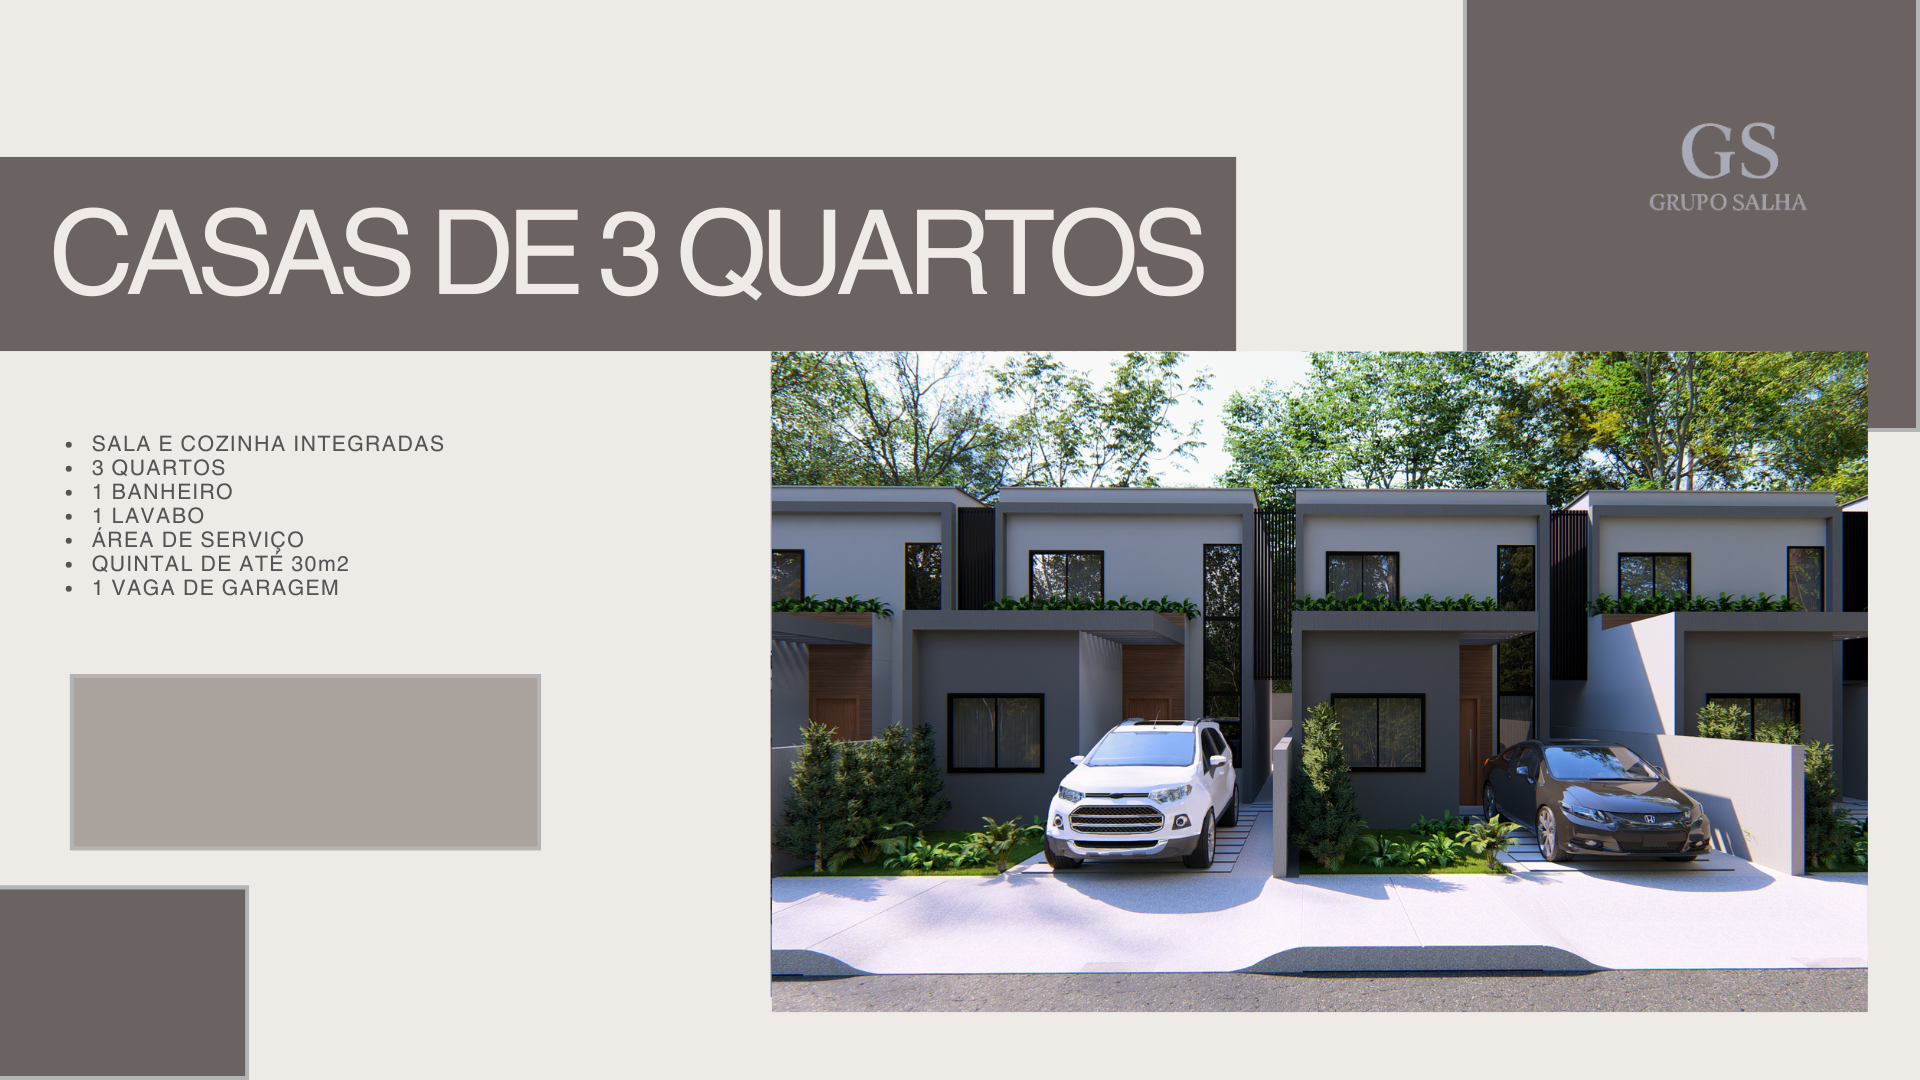 GS
GRUPO SALHA
CASAS DE 3 QUARTOS
• SALA E COZINHA INTEGRADAS
• 3 QUARTOS
• 1 BANHEIRO
• 1 LAVABO
• ÁREA DE SERVIÇO
• QUINTAL DE ATÉ 30m2
• 1 VAGA DE GARAGEM